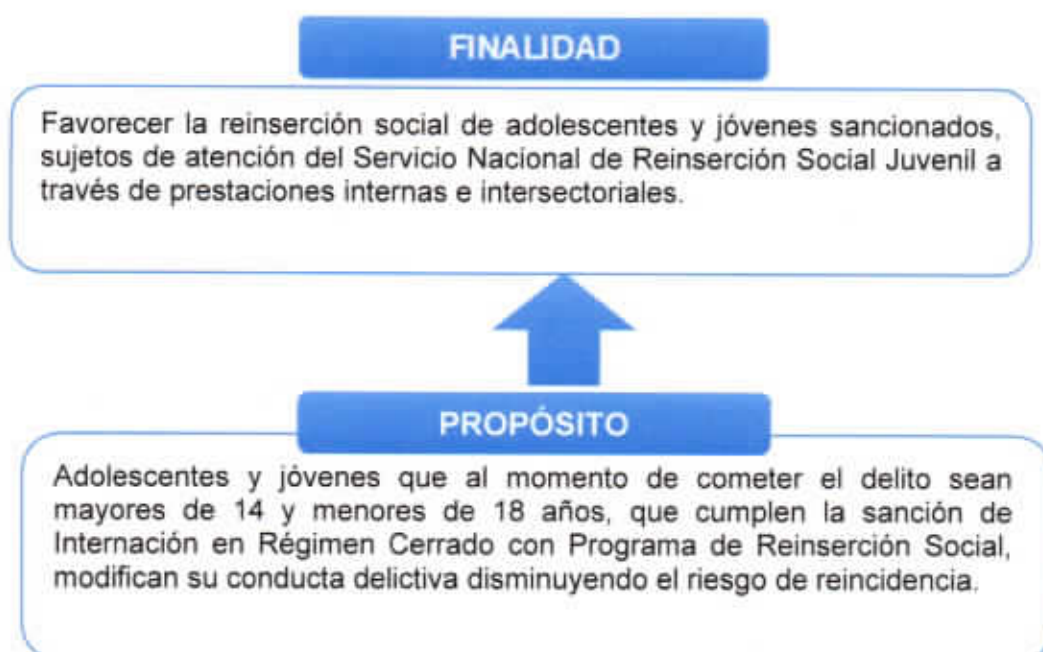 FINALIDAD
Favorecer la reinserción social de adolescentes y jóvenes sancionados,
sujetos de atención del Servicio Nacional de Reinserción Social Juvenil a
través de prestaciones internas e intersectoriales.
PROPÓSITO
Adolescentes y jóvenes que al momento de cometer el delito sean
mayores de 14 y menores de 18 años, que cumplen la sanción de
Internación en Régimen Cerrado con Programa de Reinserción Social,
modifican su conducta delictiva disminuyendo el riesgo de reincidencia.